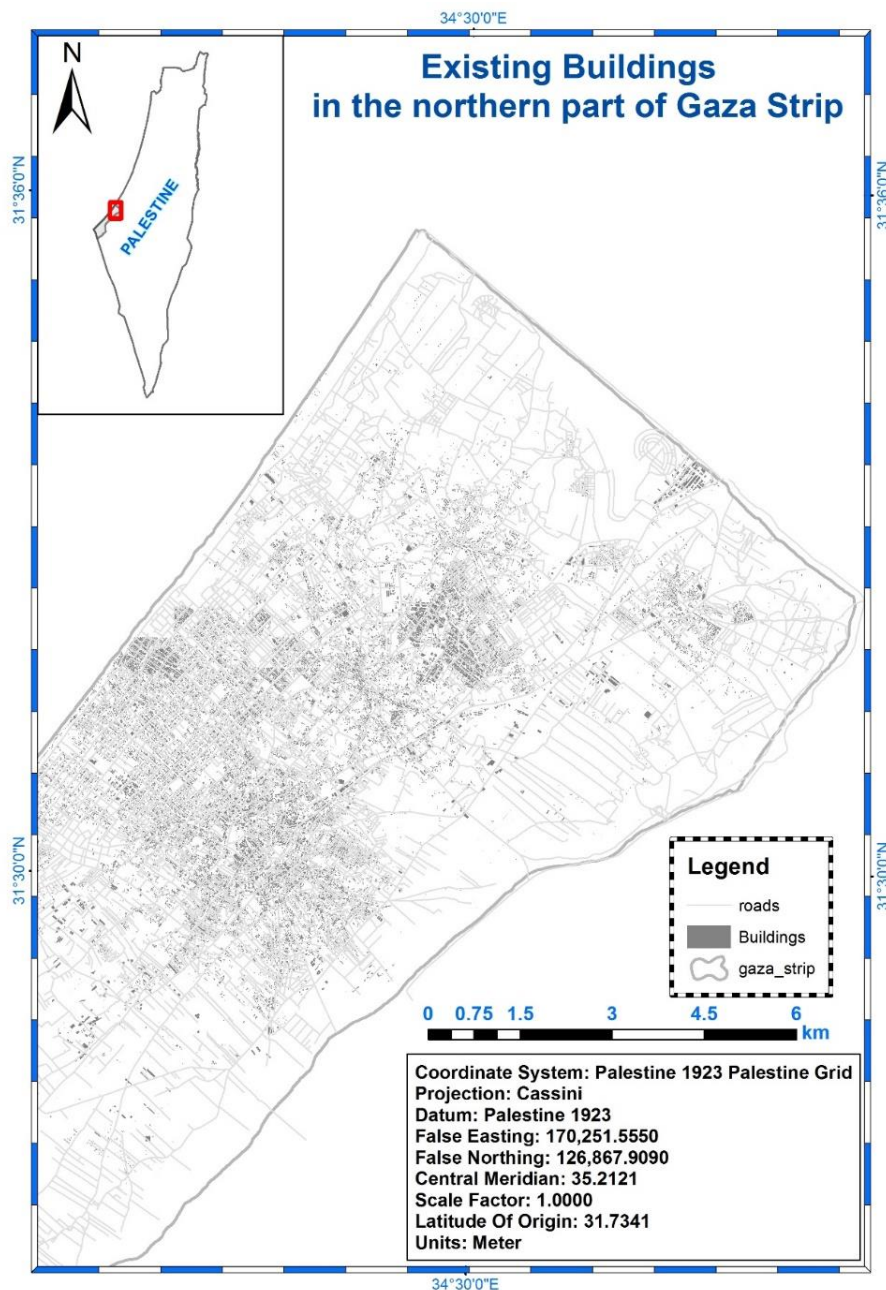 34°30'0"E
N
Existing Buildings
in the northern part of Gaza Strip
31°36'0"N
31°36'0"N
PALESTINE
31°30'0"N
31°30'0"N
Legend
roads
Buildings
gaza_strip
0 0.75 1.5 3 4.5 6
km
Coordinate System: Palestine 1923 Palestine Grid
Projection: Cassini
Datum: Palestine 1923
False Easting: 170,251.5550
False Northing: 126,867.9090
Central Meridian: 35.2121
Scale Factor: 1.0000
Latitude Of Origin: 31.7341
Units: Meter
34°30'0"E